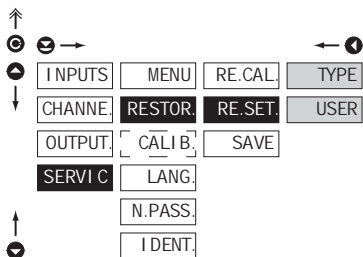 INPUTS MENU RE.CAL. TYPE
CHANNE. RESTOR. RE.SET. USER
OUTPUT. CALIB. SAVE
SERVIC LANG.
N.PASS.
IDENT.